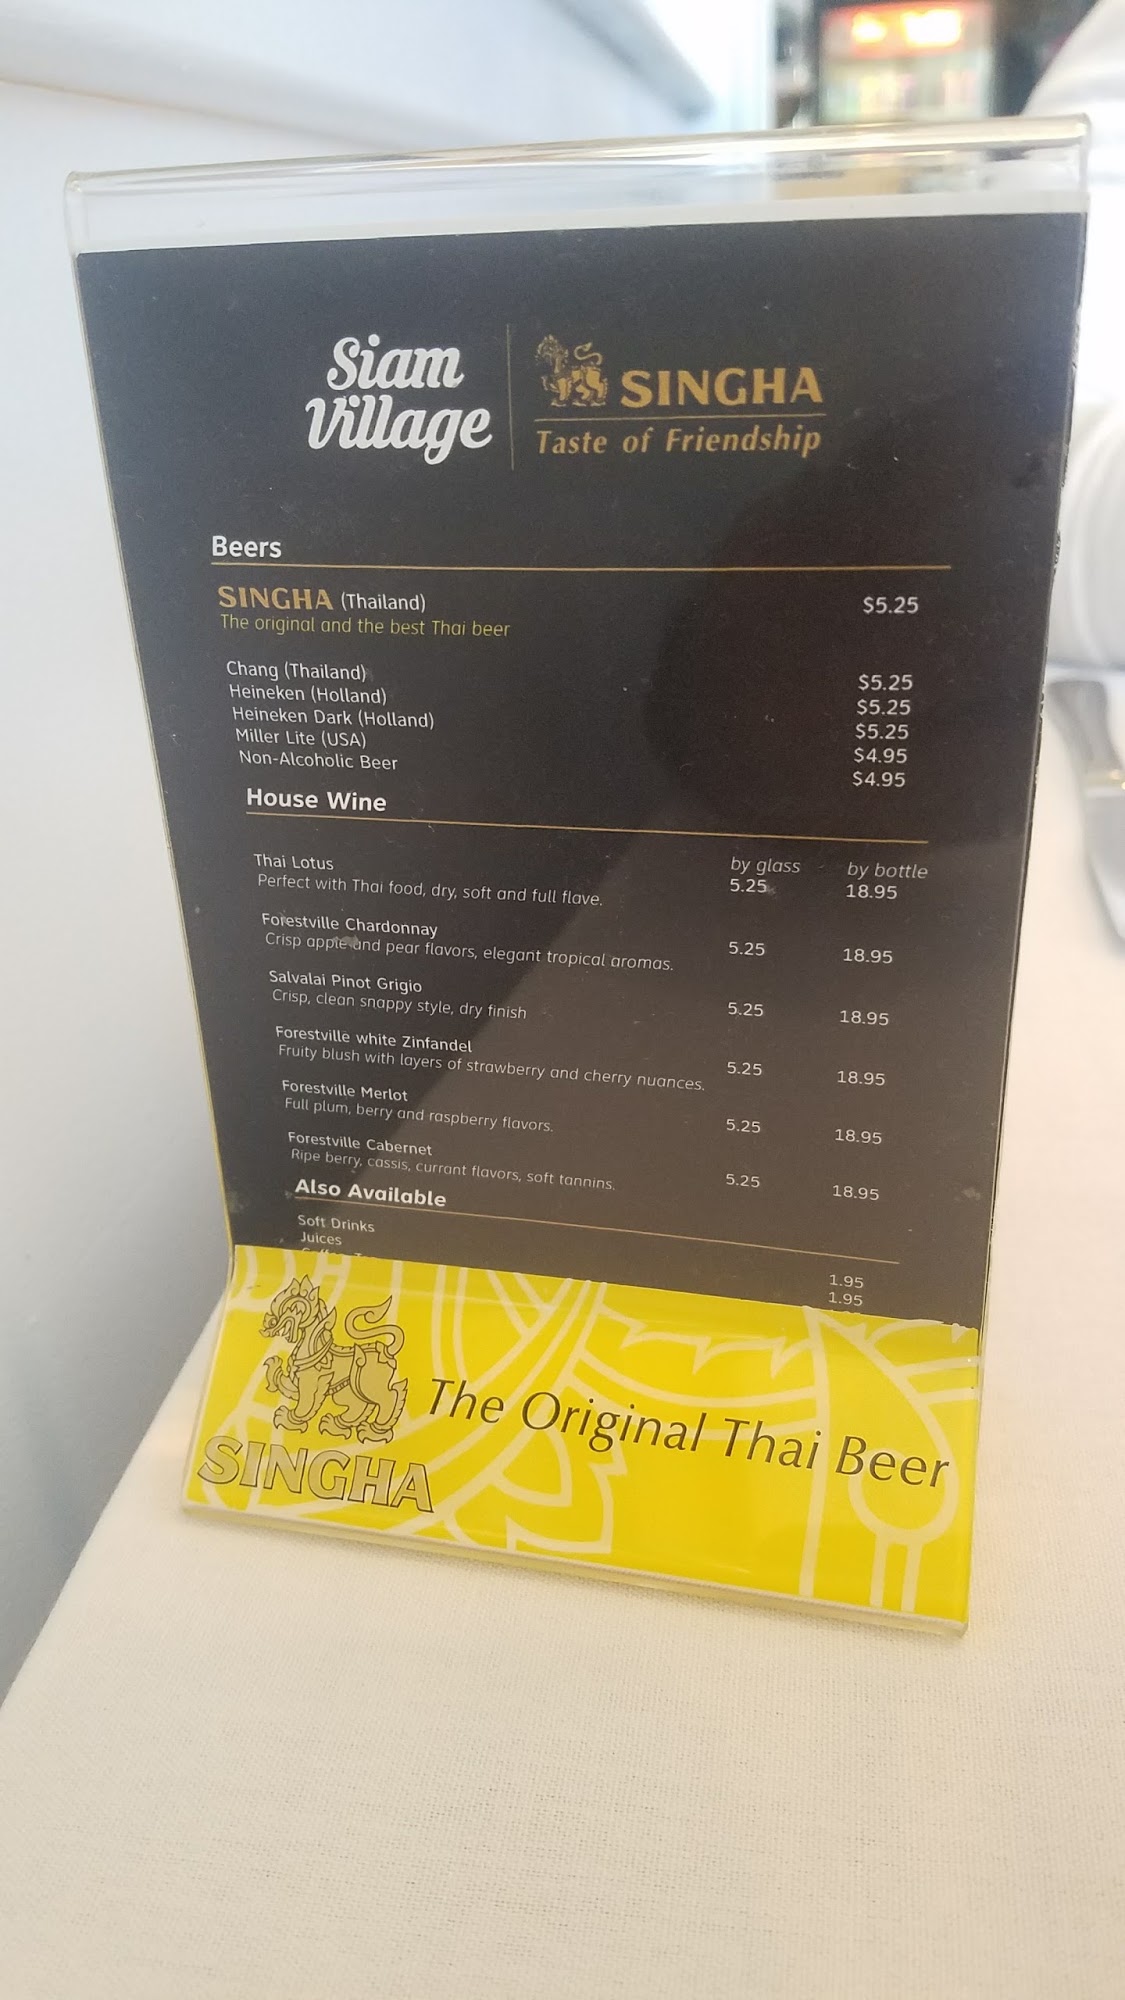 Siam
Village
SINGHA
Taste of Friendship
Beers
SINGHA (Thailand) $5.25
The original and the best Thai beer
Chang (Thailand) $5.25
Heineken (Holland) $5.25
Heineken Dark (Holland) $5.25
Miller Lite (USA) $4.95
Non-Alcoholic Beer $4.95
House Wine
by glass by bottle
Thai Lotus 5.25 18.95
Perfect with Thai food, dry, soft and full flave.
Forestville Chardonnay 5.25 18.95
Crisp apple and pear flavors, elegant tropical aromas.
Salvalai Pinot Grigio 5.25 18.95
Crisp, clean snappy style, dry finish
Forestville white Zinfandel 5.25 18.95
Fruity blush with layers of strawberry and cherry nuances.
Forestville Merlot 5.25 18.95
Full plum, berry and raspberry flavors.
Forestville Cabernet 5.25 18.95
Ripe berry, cassis, currant flavors, soft tannins.
Also Available
Soft Drinks 1.95
Juices 1.95
SINGHA
The Original Thai Beer